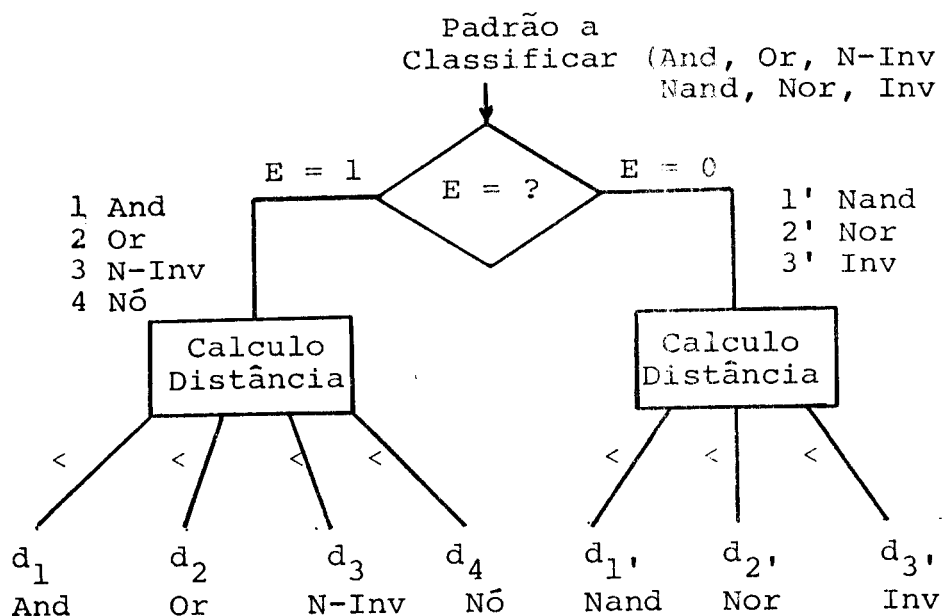 Padrão a
Classificar (And, Or, N-Inv
Nand, Nor, Inv
E = 1
E = ?
E = 0
1 And
2 Or
3 N-Inv
4 Nó
1' Nand
2' Nor
3' Inv
Calculo
Distância
Calculo
Distância
< < < <
< < <
d1 d2 d3 d4
And Or N-Inv Nó
d1' d2' d3'
Nand Nor Inv